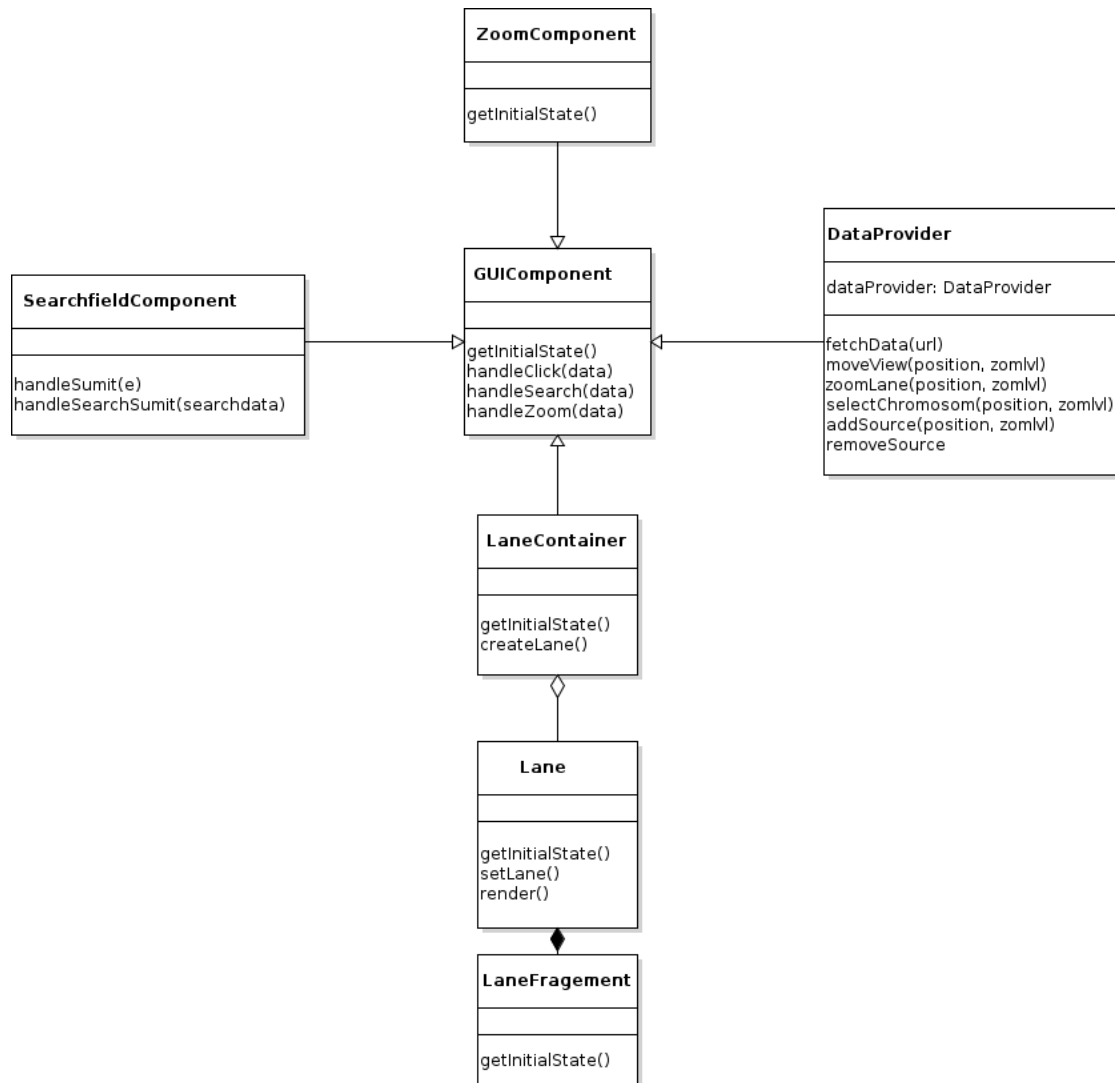 ZoomComponent
getInitialState()
DataProvider
dataProvider: DataProvider
fetchData(url)
moveView(position, zomlvl)
zoomLane(position, zomlvl)
selectChromosom(position, zomlvl)
addSource(position, zomlvl)
removeSource
GUIComponent
getInitialState()
handleClick(data)
handleSearch(data)
handleZoom(data)
SearchfieldComponent
handleSumit(e)
handleSearchSumit(searchdata)
LaneContainer
getInitialState()
createLane()
Lane
getInitialState()
setLane()
render()
LaneFragement
getInitialState()